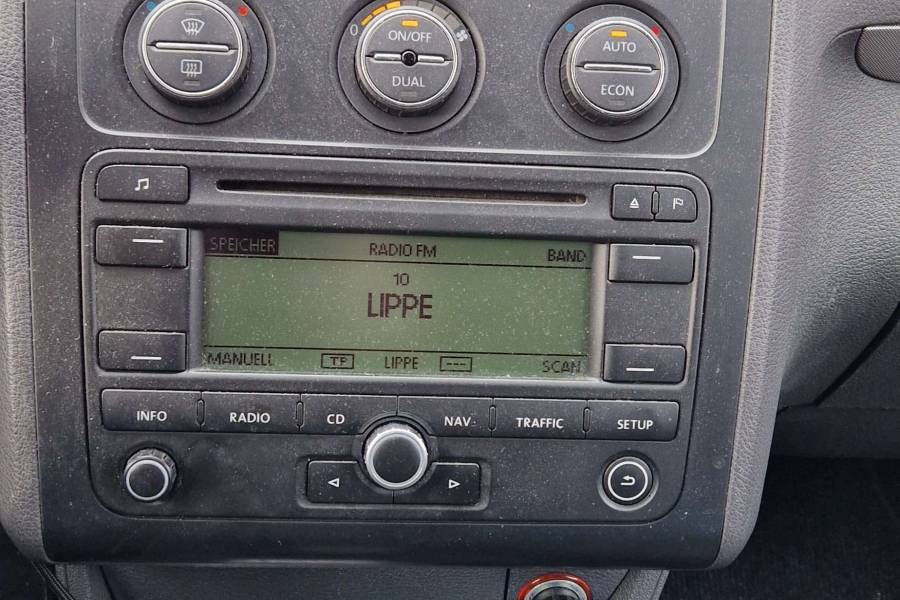 0
ON/OFF
DUAL
AUTO
ECON
SPEICHER RADIO FM BAND
10
LIPPE
MANUELL TP LIPPE --- SCAN
INFO RADIO CD NAV TRAFFIC SETUP